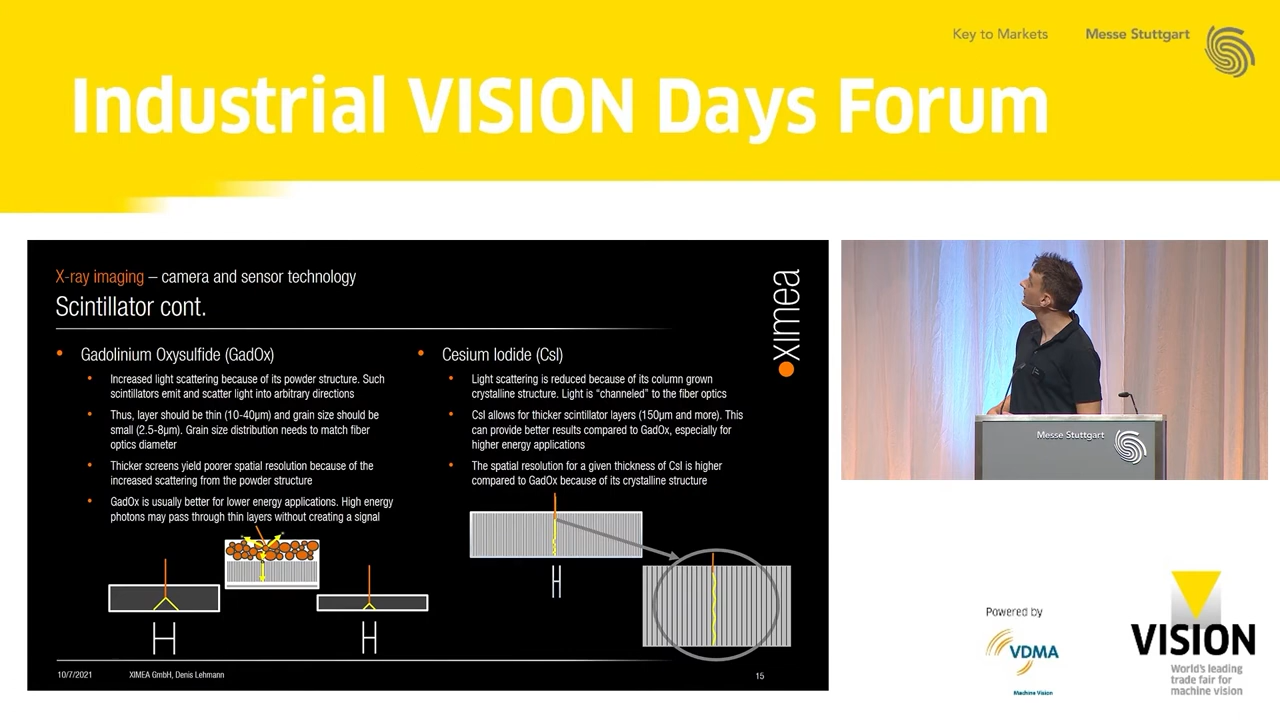 Key to Markets
Messe Stuttgart
Industrial VISION Days Forum
X-ray imaging – camera and sensor technology
Scintillator cont.
ximea
• Gadolinium Oxysulfide (GadOx)
• Increased light scattering because of its powder structure. Such
scintillators emit and scatter light into arbitrary directions
• Thus, layer should be thin (10-40µm) and grain size should be
small (2.5-8µm). Grain size distribution needs to match fiber
optics diameter
• Thicker screens yield poorer spatial resolution because of the
increased scattering from the powder structure
• GadOx is usually better for lower energy applications. High energy
photons may pass through thin layers without creating a signal
• Cesium Iodide (CsI)
• Light scattering is reduced because of its column grown
crystalline structure. Light is "channeled" to the fiber optics
• CsI allows for thicker scintillator layers (150µm and more). This
can provide better results compared to GadOx, especially for
higher energy applications
• The spatial resolution for a given thickness of CsI is higher
compared to GadOx because of its crystalline structure
10/7/2021
XIMEA GmbH, Denis Lehmann
15
Messe Stuttgart
Powered by
VDMA
Machine Vision
VISION
World's leading
trade fair for
machine vision